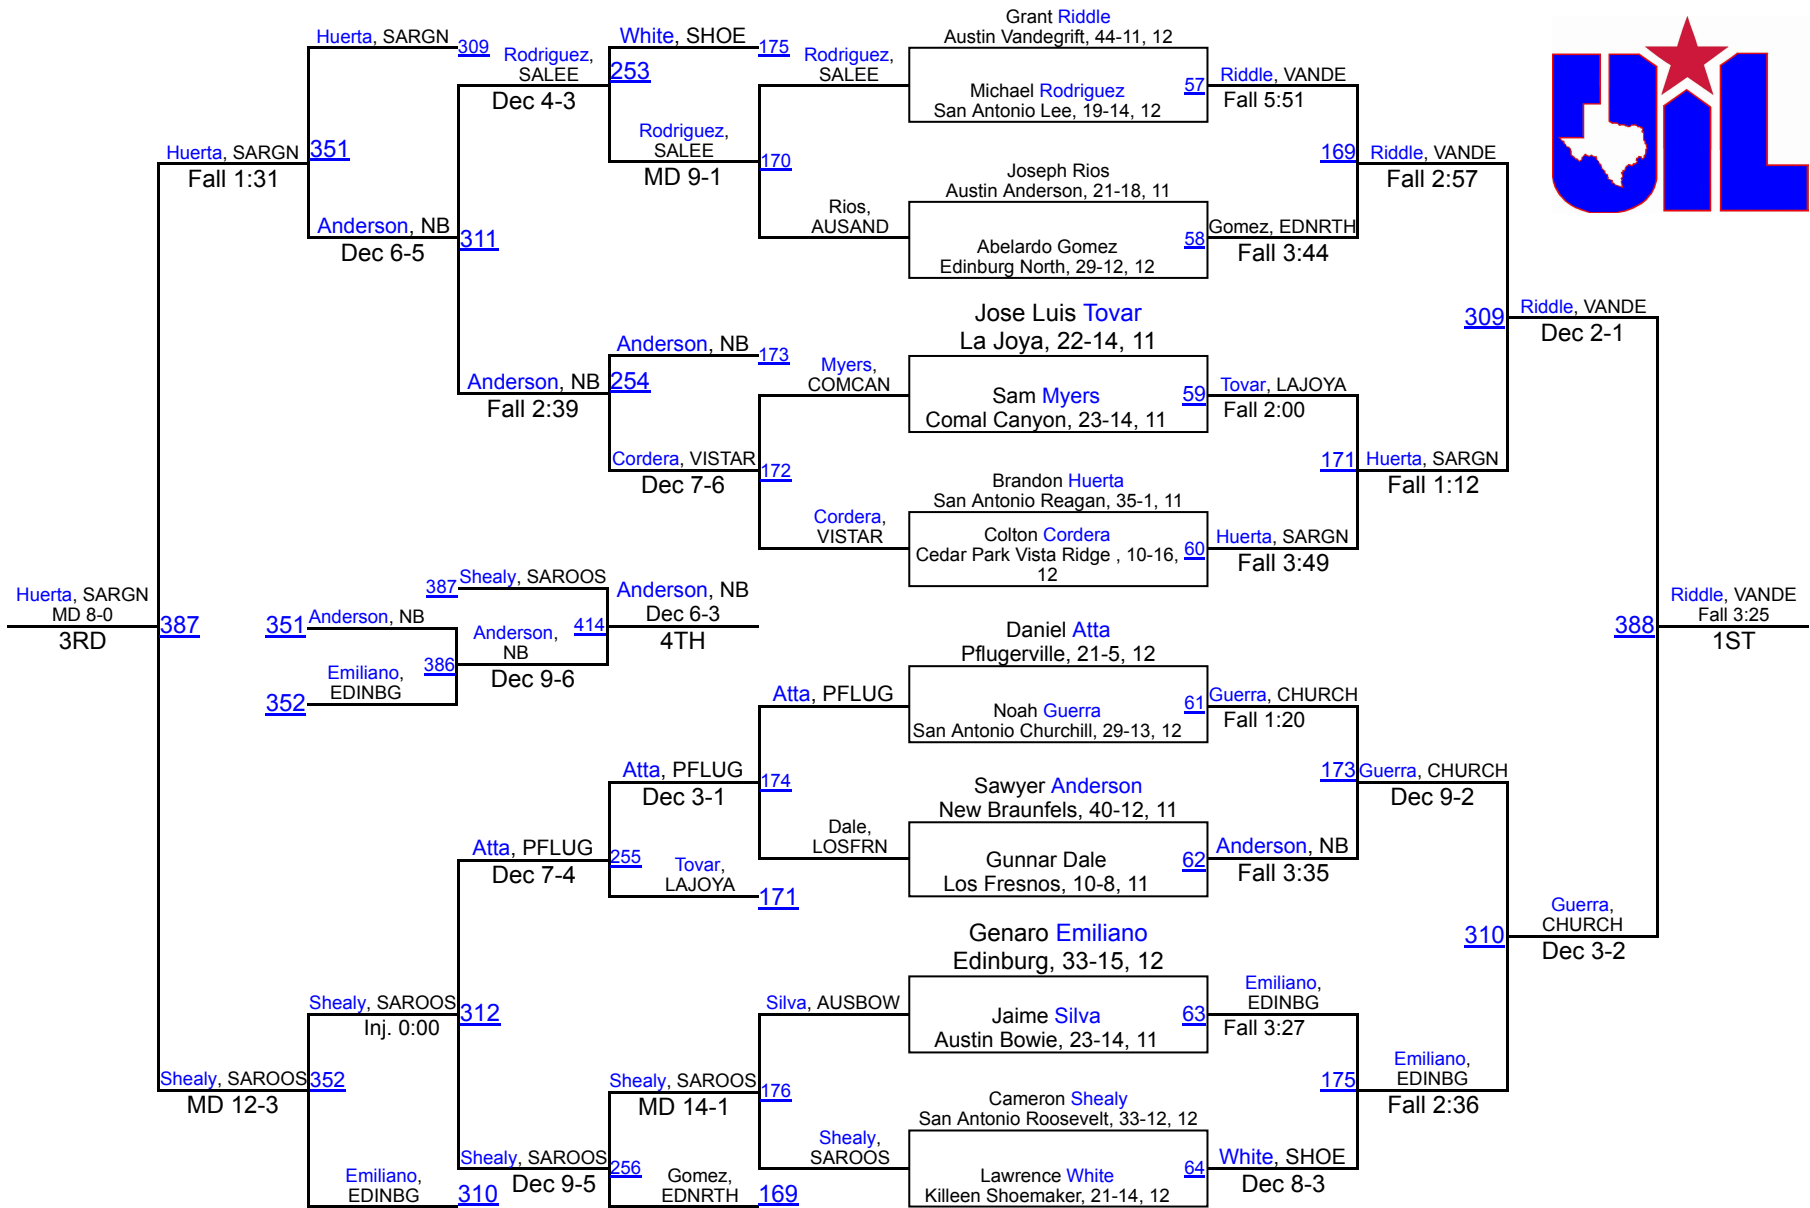 Huerta, SARGN
309
Rodriguez,
SALEE
Dec 4-3
White, SHOE
175
253
Rodriguez,
SALEE
Grant Riddle
Austin Vandegrift, 44-11, 12
Michael Rodriguez
San Antonio Lee, 19-14, 12
57
Riddle, VANDE
Fall 5:51
UIL
Huerta, SARGN
Fall 1:31
351
Rodriguez,
SALEE
MD 9-1
170
Joseph Rios
Austin Anderson, 21-18, 11
169
Riddle, VANDE
Fall 2:57
Anderson, NB
Dec 6-5
311
Rios,
AUSAND
Abelardo Gomez
Edinburg North, 29-12, 12
58
Gomez, EDNRTH
Fall 3:44
Jose Luis Tovar
La Joya, 22-14, 11
309
Riddle, VANDE
Dec 2-1
Anderson, NB
173
Anderson, NB
Fall 2:39
254
Myers,
COMCAN
Sam Myers
Comal Canyon, 23-14, 11
59
Tovar, LAJOYA
Fall 2:00
Cordera, VISTAR
Dec 7-6
172
Brandon Huerta
San Antonio Reagan, 35-1, 11
171
Huerta, SARGN
Fall 1:12
Cordera,
VISTAR
Colton Cordera
Cedar Park Vista Ridge , 10-16,
12
60
Huerta, SARGN
Fall 3:49
Huerta, SARGN
MD 8-0
3RD
387
387
Shealy, SAROOS
351
Anderson, NB
Anderson,
NB
Dec 9-6
414
Anderson, NB
Dec 6-3
4TH
352
Emiliano,
EDINBG
386
Daniel Atta
Pflugerville, 21-5, 12
388
Riddle, VANDE
Fall 3:25
1ST
Atta, PFLUG
Noah Guerra
San Antonio Churchill, 29-13, 12
61
Guerra, CHURCH
Fall 1:20
Atta, PFLUG
Dec 3-1
174
Sawyer Anderson
New Braunfels, 40-12, 11
173
Guerra, CHURCH
Dec 9-2
Atta, PFLUG
Dec 7-4
255
Tovar,
LAJOYA
171
Dale,
LOSFRN
Gunnar Dale
Los Fresnos, 10-8, 11
62
Anderson, NB
Fall 3:35
Genaro Emiliano
Edinburg, 33-15, 12
310
Guerra,
CHURCH
Dec 3-2
Shealy, SAROOS
Inj. 0:00
312
Silva, AUSBOW
Jaime Silva
Austin Bowie, 23-14, 11
63
Emiliano,
EDINBG
Fall 3:27
Shealy, SAROOS
MD 12-3
352
Shealy, SAROOS
MD 14-1
176
Cameron Shealy
San Antonio Roosevelt, 33-12, 12
175
Emiliano,
EDINBG
Fall 2:36
Emiliano,
EDINBG
310
Shealy, SAROOS
Dec 9-5
256
Gomez,
EDNRTH
169
Shealy,
SAROOS
Lawrence White
Killeen Shoemaker, 21-14, 12
64
White, SHOE
Dec 8-3